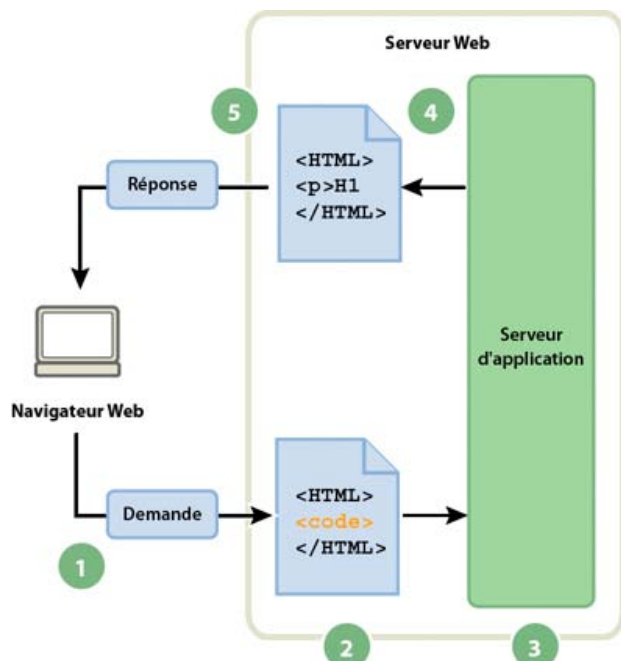 Serveur Web
5
4
<HTML>
<p>H1
</HTML>
Réponse
Serveur
d'application
Navigateur Web
Demande
<HTML>
<code>
</HTML>
1
2
3